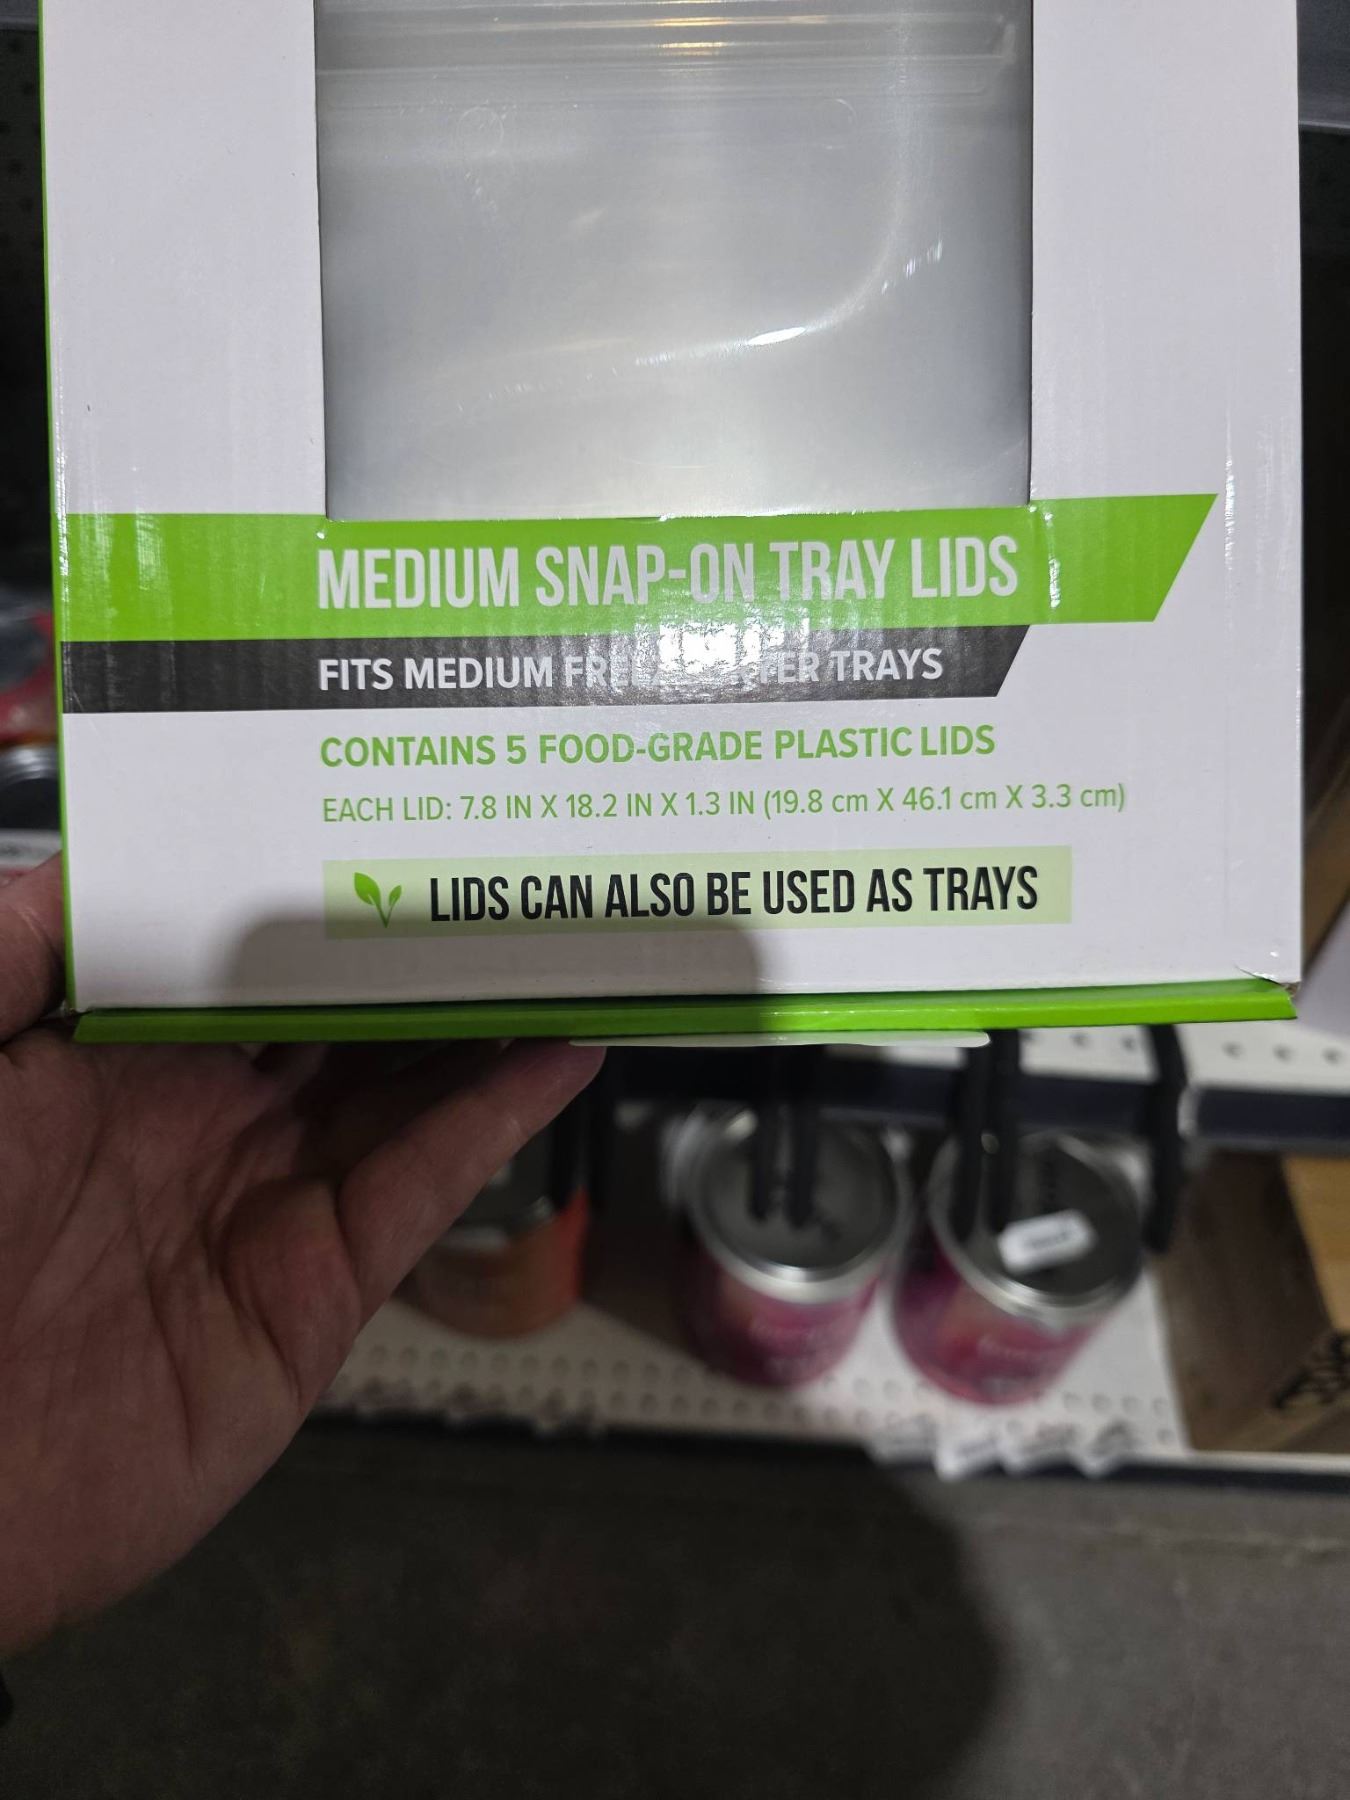 MEDIUM SNAP-ON TRAY LIDS
FITS MEDIUM TRAYS
CONTAINS 5 FOOD-GRADE PLASTIC LIDS
EACH LID: 7.8 IN X 18.2 IN X 1.3 IN (19.8 cm X 46.1 cm X 3.3 cm)
LIDS CAN ALSO BE USED AS TRAYS